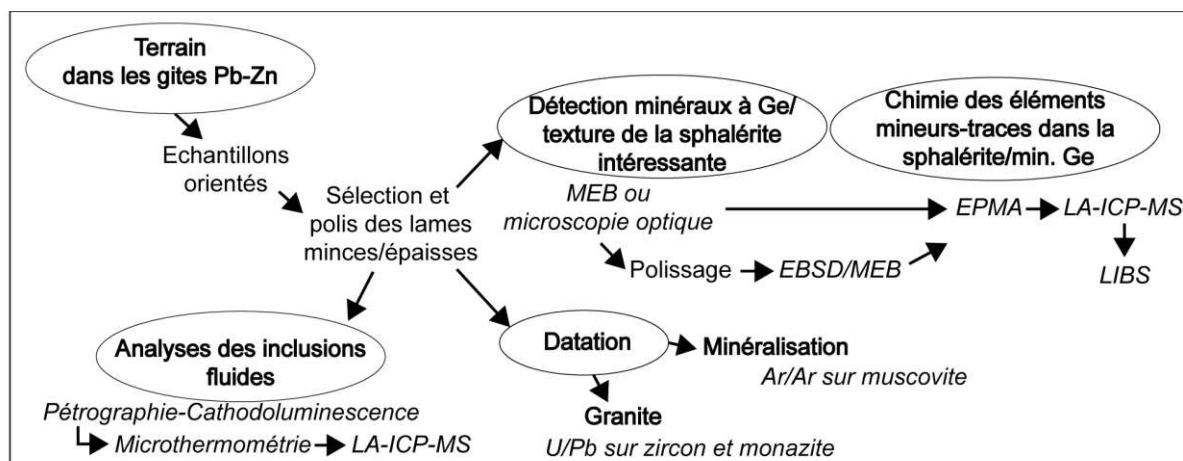 Terrain
dans les gites Pb-Zn
Echantillons
orientés
Sélection et
polis des lames
minces/épaisses
Détection minéraux à Ge/
texture de la sphalérite
intéressante
MEB ou
microscopie optique
Polissage
EBSD/MEB
Chimie des éléments
mineurs-traces dans la
sphalérite/min. Ge
EPMA
LA-ICP-MS
LIBS
Analyses des inclusions
fluides
Pétrographie-Cathodoluminescence
Microthermométrie
LA-ICP-MS
Datation
Minéralisation
Ar/Ar sur muscovite
Granite
U/Pb sur zircon et monazite